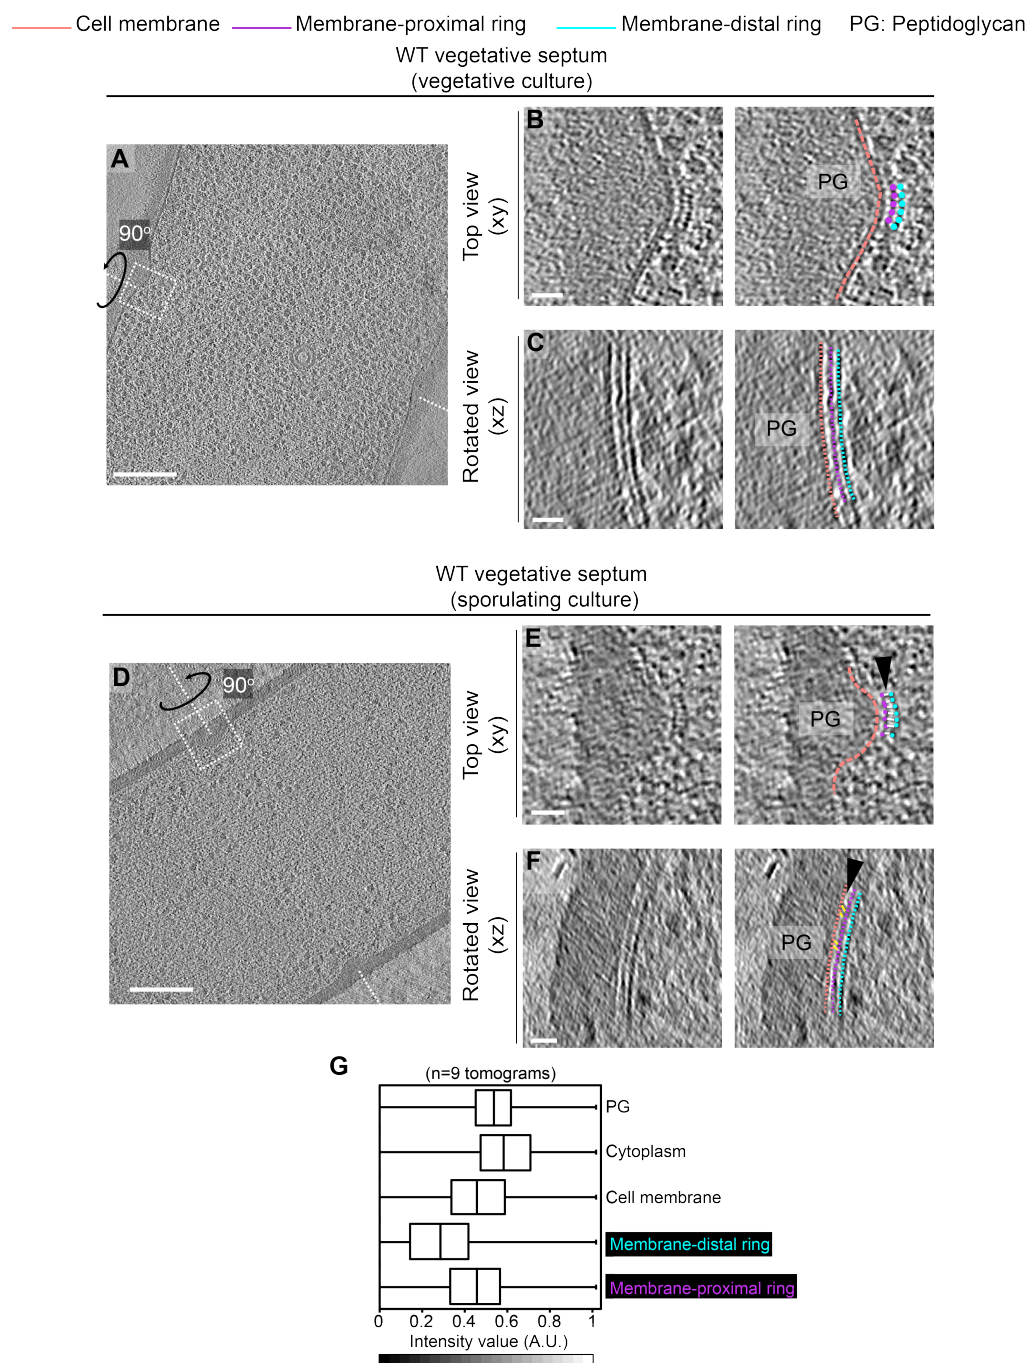 Cell membrane Membrane-proximal ring Membrane-distal ring PG: Peptidoglycan
WT vegetative septum
(vegetative culture)
A
90°
B
Top view
(xy)
PG
C
Rotated view
(xz)
PG
WT vegetative septum
(sporulating culture)
D
90°
E
Top view
(xy)
PG
F
Rotated view
(xz)
PG
G
(n=9 tomograms)
PG
Cytoplasm
Cell membrane
Membrane-distal ring
Membrane-proximal ring
0 0.2 0.4 0.6 0.8 1
Intensity value (A.U.)